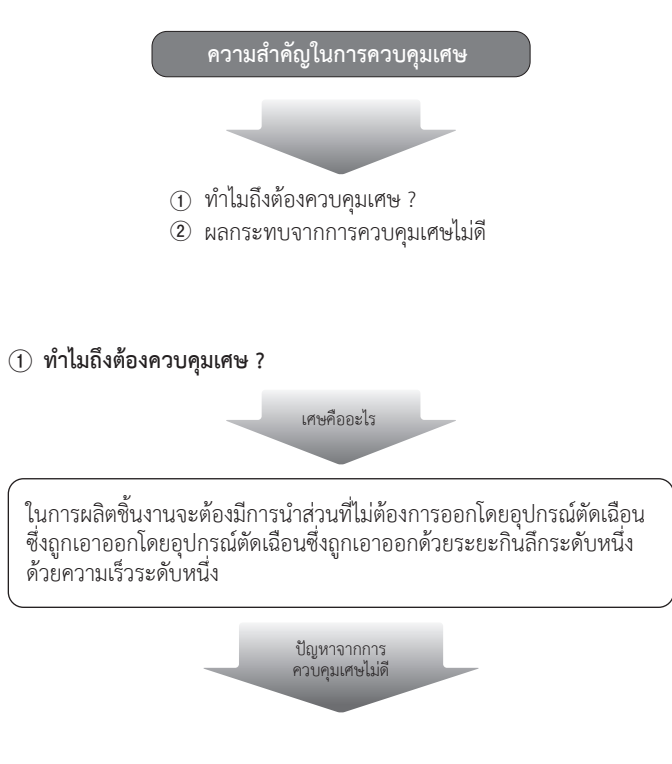 ความสำคัญในการควบคุมเศษ
① ทำไมถึงต้องควบคุมเศษ ?
② ผลกระทบจากการควบคุมเศษไม่ดี
① ทำไมถึงต้องควบคุมเศษ ?
เศษคืออะไร
ในการผลิตชิ้นงานจะต้องมีการนำส่วนที่ไม่ต้องการออกโดยอุปกรณ์ตัดเฉือน
ซึ่งถูกเอาออกโดยอุปกรณ์ตัดเฉือนซึ่งถูกเอาออกด้วยระยะกินลึกระดับหนึ่ง
ด้วยความเร็วระดับหนึ่ง
ปัญหาจากการ
ควบคุมเศษไม่ดี